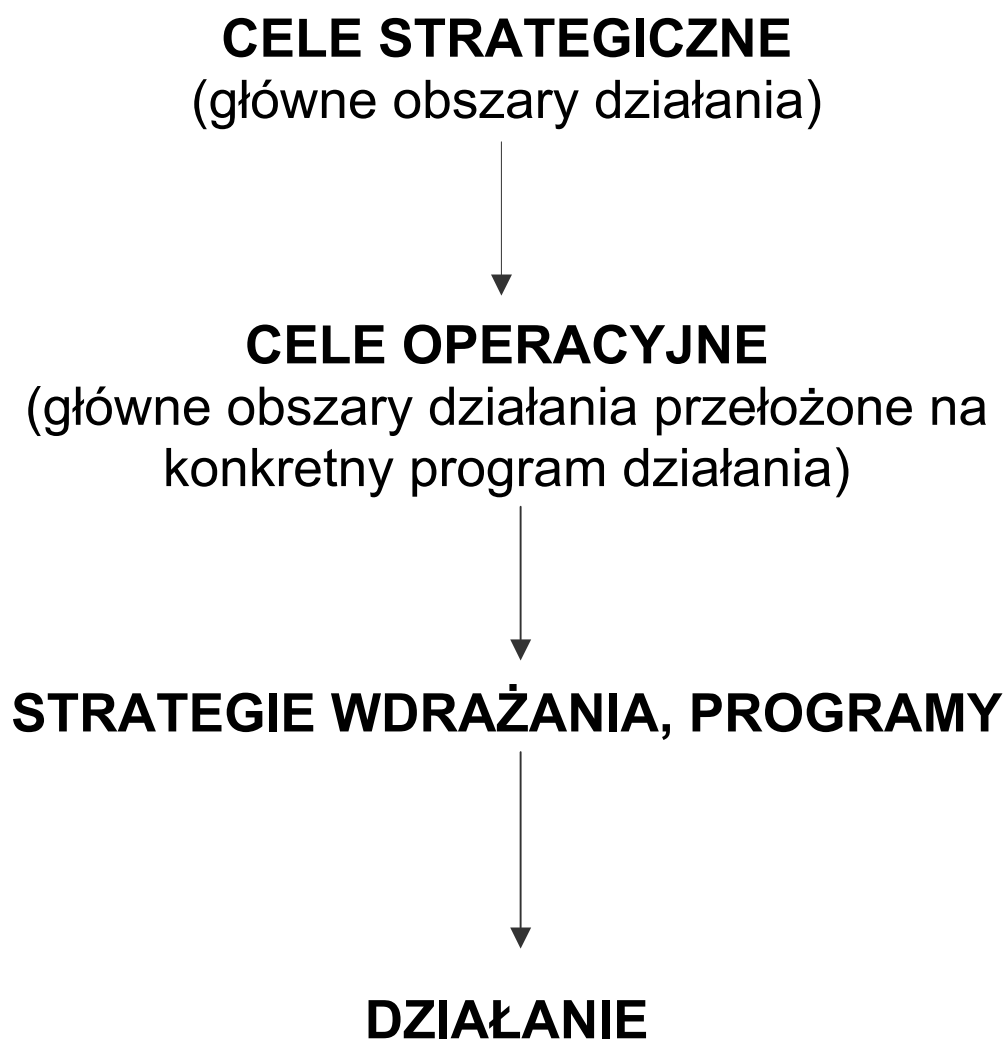 CELE STRATEGICZNE
(główne obszary działania)
CELE OPERACYJNE
(główne obszary działania przełożone na
konkretny program działania)
STRATEGIE WDRAŻANIA, PROGRAMY
DZIAŁANIE